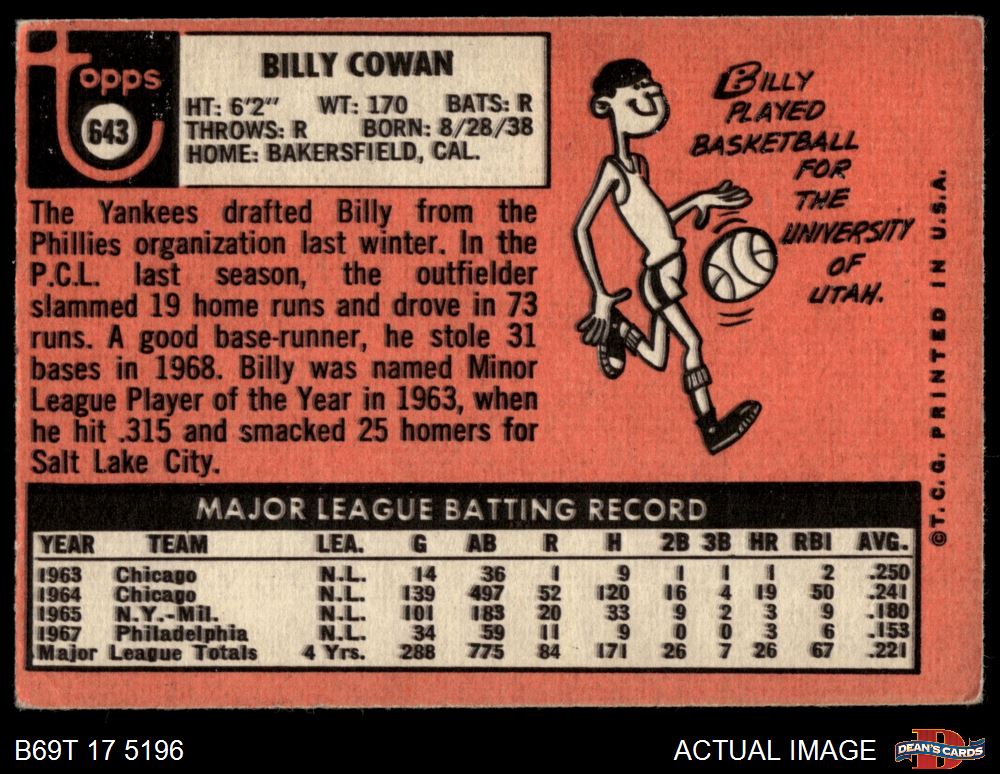 topps
643
BILLY COWAN
HT: 6'2" WT: 170 BATS: R
THROWS: R BORN: 8/28/38
HOME: BAKERSFIELD, CAL.
The Yankees drafted Billy from the
Phillies organization last winter. In the
P.C.L. last season, the outfielder
slammed 19 home runs and drove in 73
runs. A good base-runner, he stole 31
bases in 1968. Billy was named Minor
League Player of the Year in 1963, when
he hit .315 and smacked 25 homers for
Salt Lake City.
BILLY
PLAYED
BASKETBALL
FOR
THE
UNIVERSITY
OF
UTAH.
©T. C. G. PRINTED IN U.S.A.
MAJOR LEAGUE BATTING RECORD
YEAR TEAM LEA. G AB R H 2B 3B HR RBI AVG.
1963 Chicago N.L. 14 36 1 9 1 1 1 2 .250
1964 Chicago N.L. 139 497 52 120 16 4 19 50 .241
1965 N.Y.-Mil. N.L. 101 183 20 33 9 2 3 9 .180
1967 Philadelphia N.L. 34 59 11 9 0 0 3 6 .153
Major League Totals 4 Yrs. 288 775 84 171 26 7 26 67 .221
B69T 17 5196
ACTUAL IMAGE
D
DEAN'S CARDS